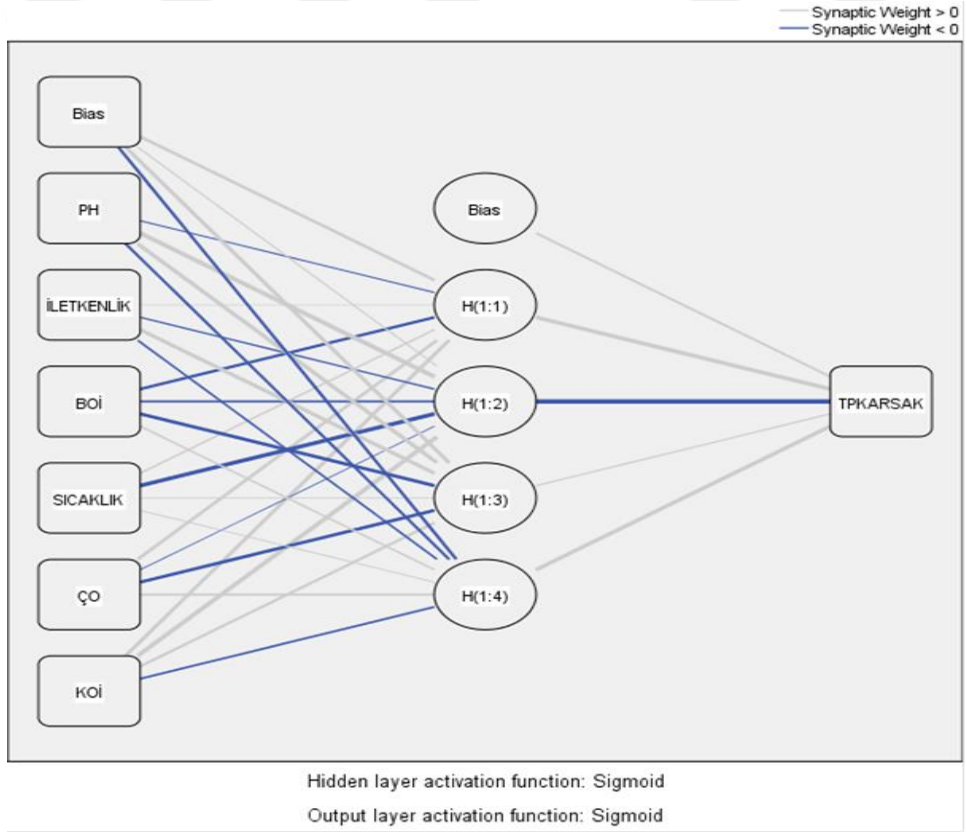 Synaptic Weight > 0
Synaptic Weight < 0
Bias
PH
İLETKENLİK
BOİ
SICAKLIK
ÇO
KOİ
Bias
H(1:1)
H(1:2)
H(1:3)
H(1:4)
TPKARSAK
Hidden layer activation function: Sigmoid
Output layer activation function: Sigmoid